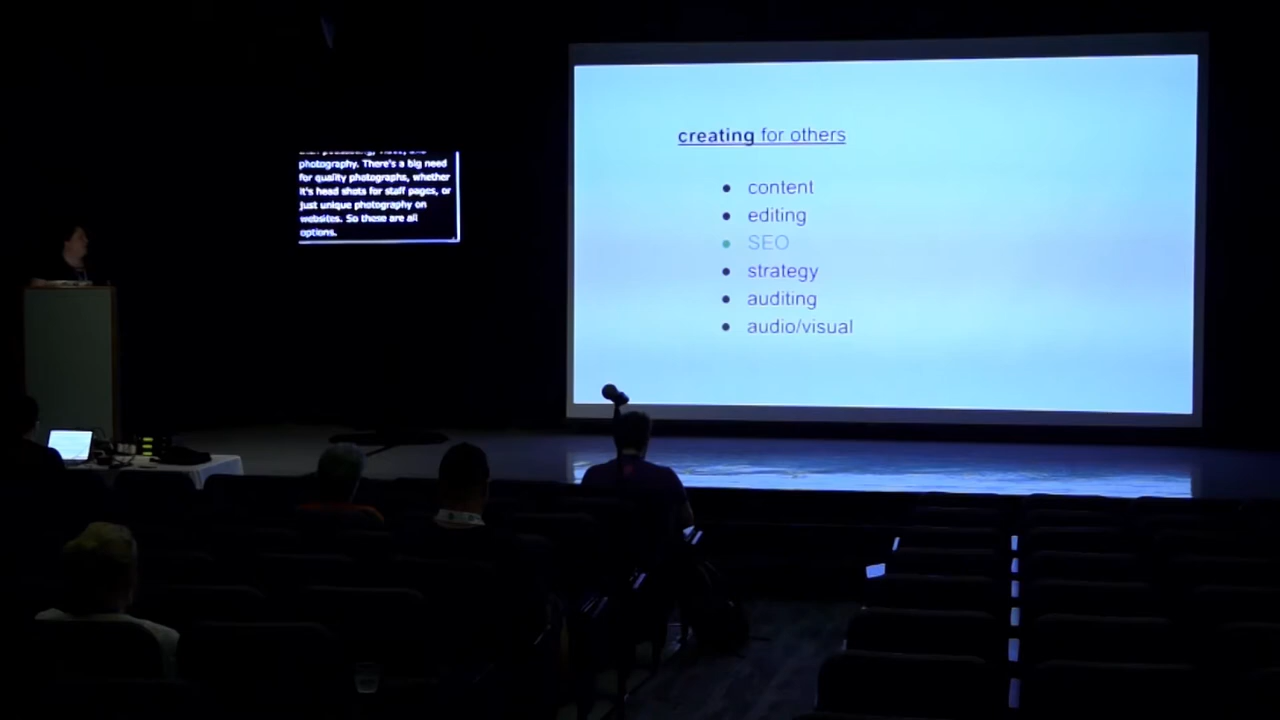 photography. There's a big need
for quality photographs, whether
it's head shots for staff pages, or
just unique photography on
websites. So these are all
options.
creating for others
content
editing
SEO
strategy
auditing
audio/visual